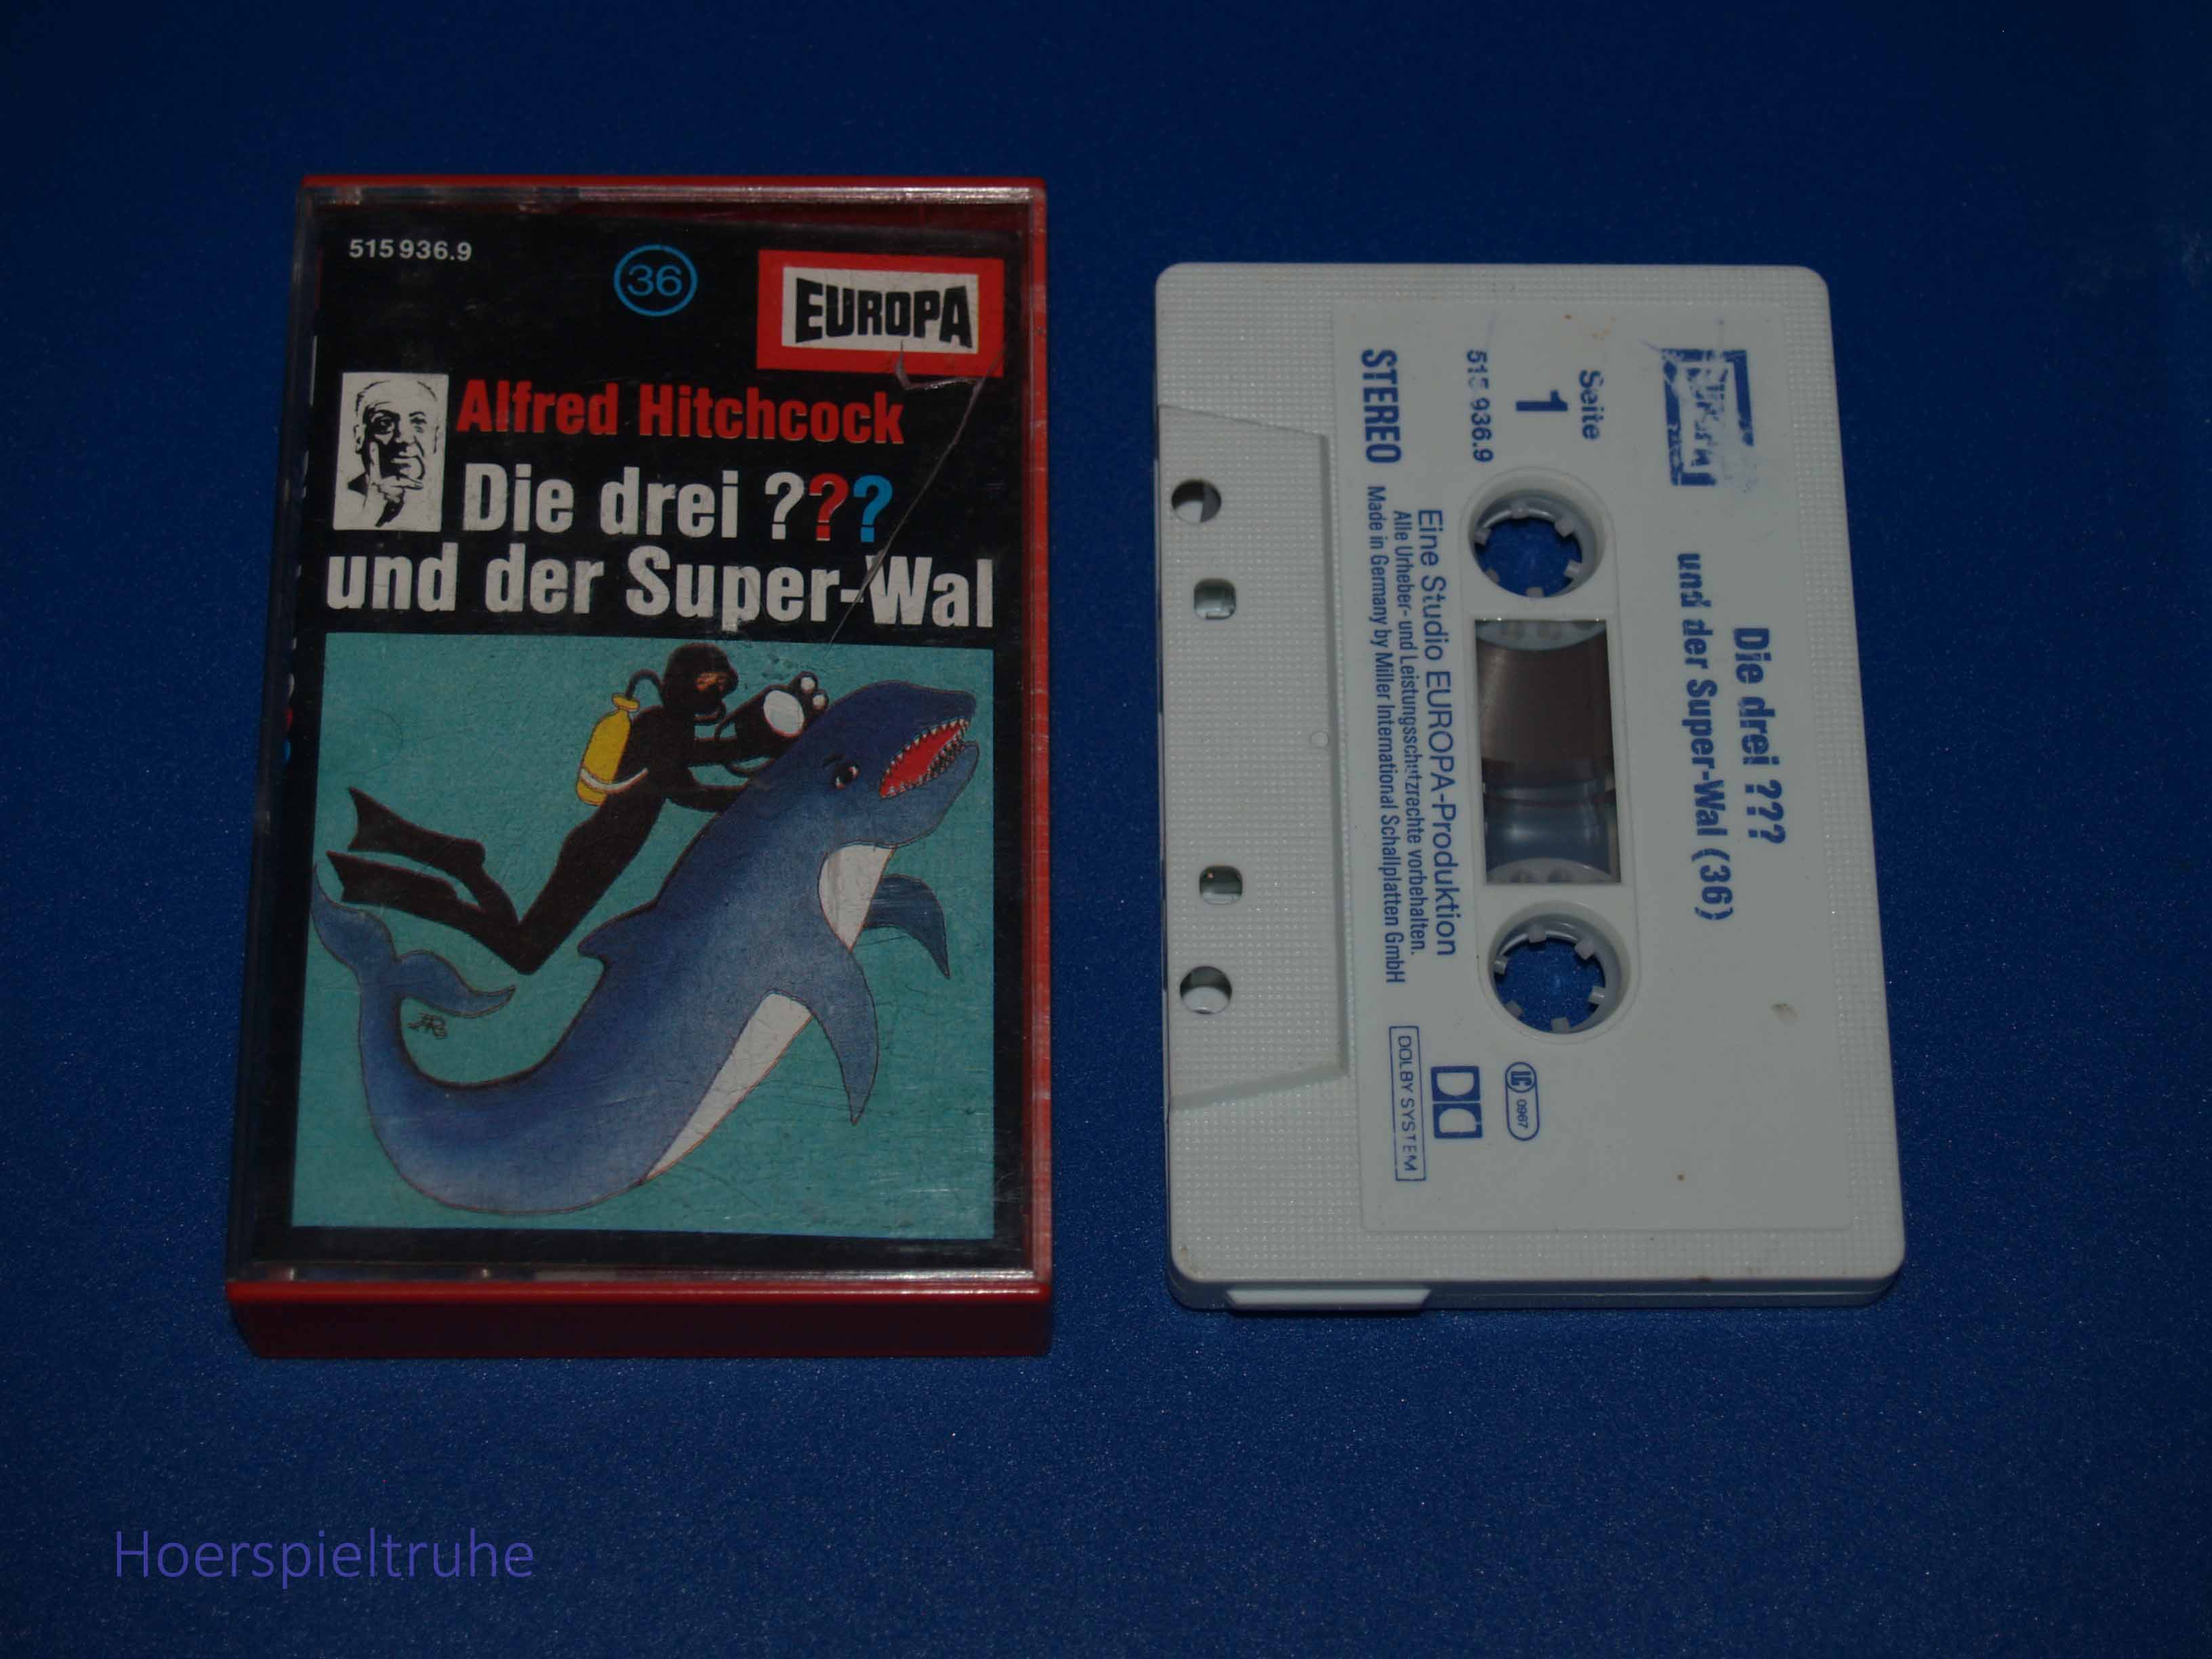 515 936.9
36
EUROPA
Alfred Hitchcock
Die drei ???
und der Super-Wal
Die drei ???
und der Super-Wal (36)
Seite
1
515 936.9
STEREO
Eine Studio EUROPA-Produktion
Alle Urheber- und Leistungsschutzrechte vorbehalten.
Made in Germany by Miller International Schallplatten GmbH
LC 0967
DOLBY SYSTEM
Hoerspieltruhe